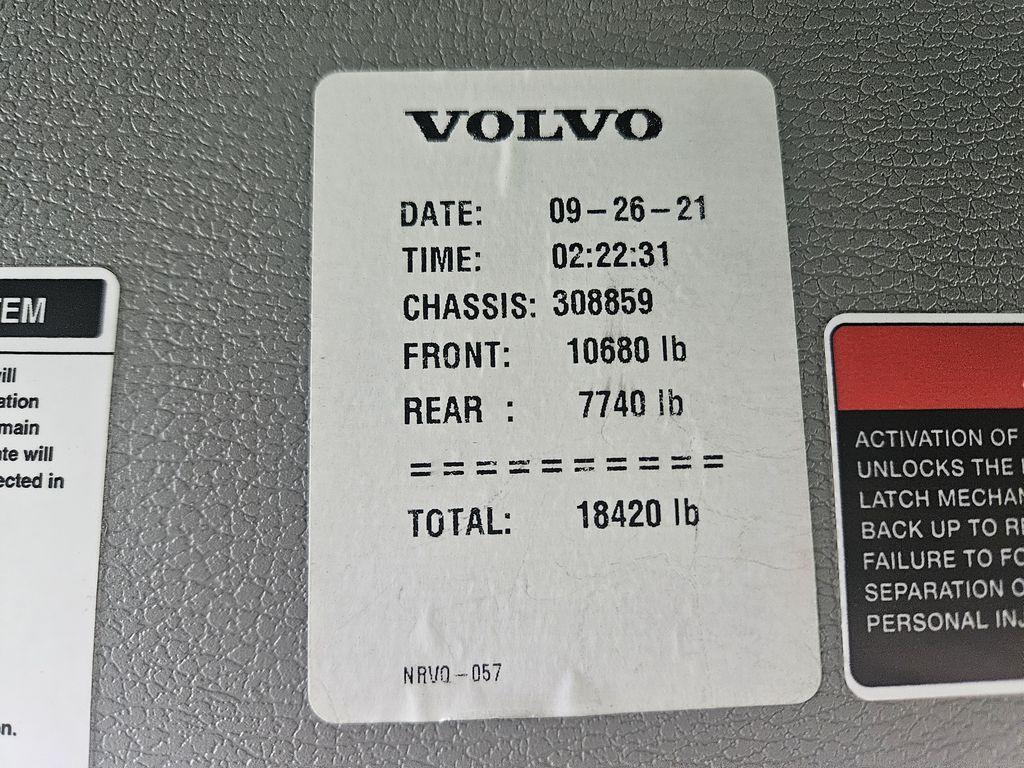 VOLVO
DATE: 09-26-21
TIME: 02:22:31
CHASSIS: 308859
FRONT: 10680 lb
REAR : 7740 lb
==========
TOTAL: 18420 lb
NRVO-057
EM
ill
ation
main
te will
ected in
n.
ACTIVATION OF
UNLOCKS THE
LATCH MECHAN
BACK UP TO RE
FAILURE TO FO
SEPARATION O
PERSONAL INJ